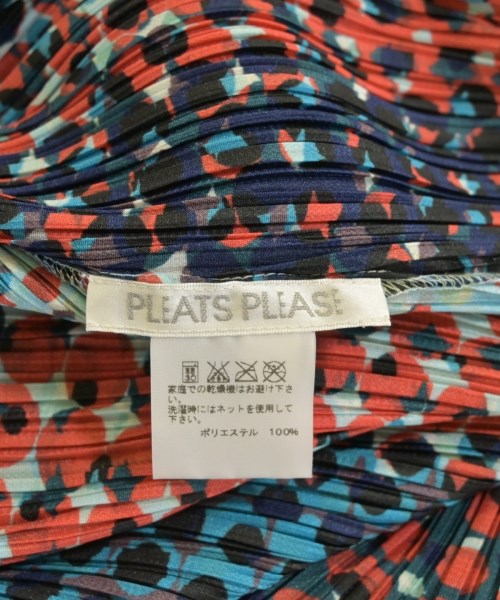 PLEATS PLEASE
家庭での乾燥機はお避け下さ
い。
洗濯時にはネットを使用して
下さい。
ポリエステル 100%